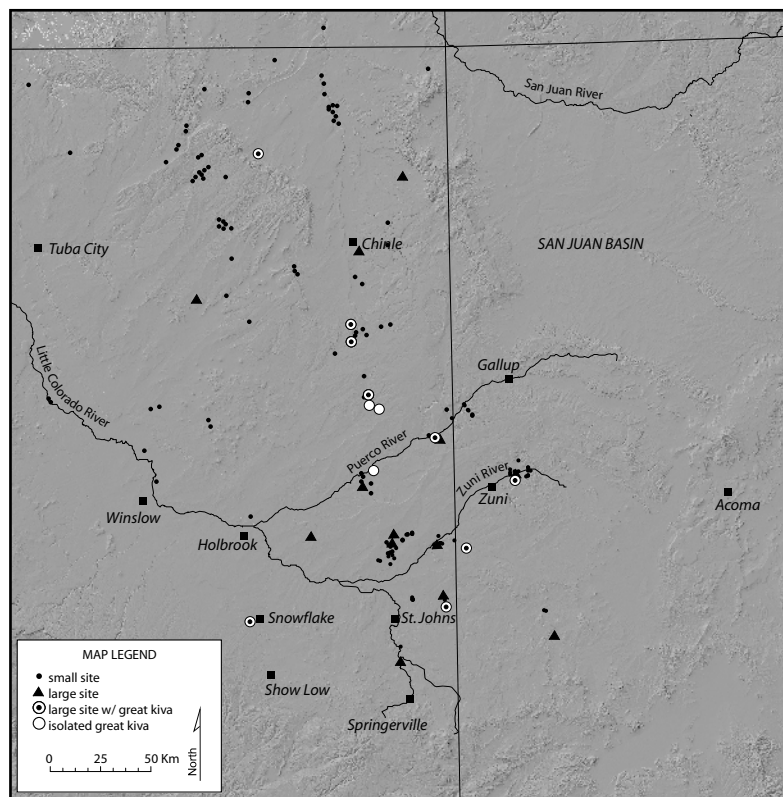 San Juan River
Tuba City
Chinle
SAN JUAN BASIN
Little Colorado River
Gallup
Puerco River
Zuni River
Zuni
Acoma
Winslow
Holbrook
Snowflake
St. Johns
Show Low
Springerville
MAP LEGEND
small site
large site
large site w/ great kiva
isolated great kiva
0 25 50 Km
North